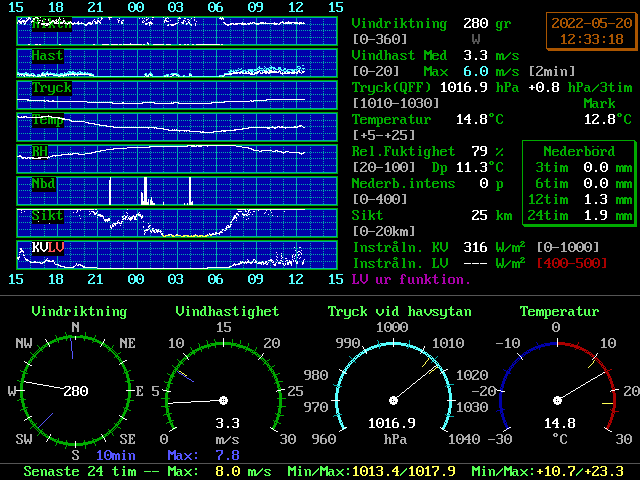 15 18 21 00 03 06 09 12 15
Riktn
Hast
Tryck
Temp
RH
Nbd
Sikt
KVLV
15 18 21 00 03 06 09 12 15
Vindriktning 280 gr
[0-360] W
Vindhast Med 3.3 m/s
[0-20] Max 6.0 m/s [2min]
Tryck(QFF) 1016.9 hPa +0.8 hPa/3tim
[1010-1030] Mark
Temperatur 14.8°C 12.8°C
[+5-+25]
Rel.Fuktighet 79 %
[20-100] Dp 11.3°C
Nederb.intens 0 p
[0-400]
Sikt 25 km
[0-20km]
Instråln. KV 316 W/m² [0-1000]
Instråln. LV --- W/m² [400-500]
LV ur funktion.
2022-05-20
12:33:18
Nederbörd
3tim 0.0 mm
6tim 0.0 mm
12tim 1.3 mm
24tim 1.9 mm
Vindriktning
N
NW NE
W E
280
SW SE
S 10min
Vindhastighet
15
10 20
5 25
3.3
0 m/s 30
Max: 7.8
Tryck vid havsytan
1000
990 1010
980 1020
970 1030
1016.9
960 hPa 1040
Temperatur
0
-10 10
-20 20
14.8
-30 °C 30
Senaste 24 tim -- Max: 8.0 m/s Min/Max:1013.4/1017.9 Min/Max:+10.7/+23.3